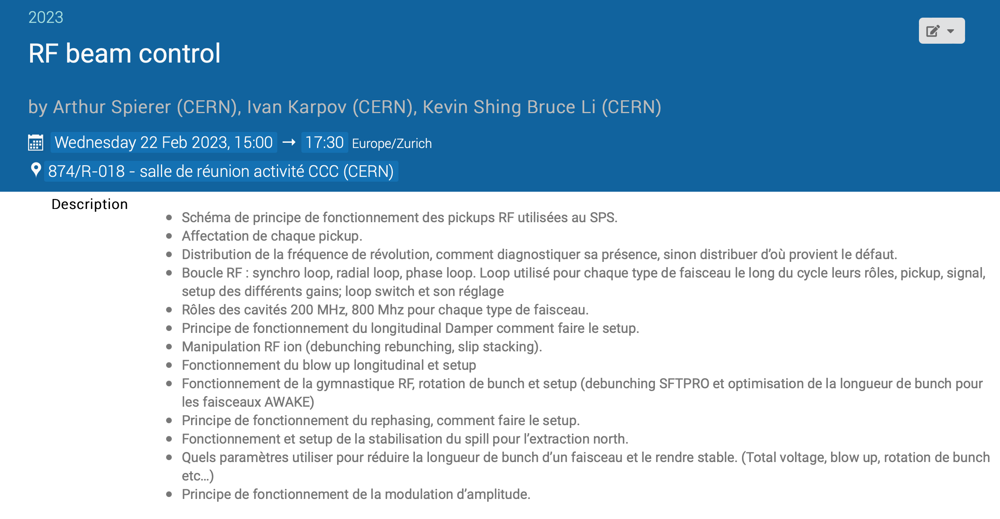 2023
RF beam control
by Arthur Spierer (CERN), Ivan Karpov (CERN), Kevin Shing Bruce Li (CERN)
Wednesday 22 Feb 2023, 15:00 → 17:30 Europe/Zurich
874/R-018 - salle de réunion activité CCC (CERN)
Description
• Schéma de principe de fonctionnement des pickups RF utilisées au SPS.
• Affectation de chaque pickup.
• Distribution de la fréquence de révolution, comment diagnostiquer sa présence, sinon distribuer d’où provient le défaut.
• Boucle RF : synchro loop, radial loop, phase loop. Loop utilisé pour chaque type de faisceau le long du cycle leurs rôles, pickup, signal,
setup des différents gains; loop switch et son réglage
• Rôles des cavités 200 MHz, 800 Mhz pour chaque type de faisceau.
• Principe de fonctionnement du longitudinal Damper comment faire le setup.
• Manipulation RF ion (debunching rebunching, slip stacking).
• Fonctionnement du blow up longitudinal et setup
• Fonctionnement de la gymnastique RF, rotation de bunch et setup (debunching SFTPRO et optimisation de la longueur de bunch pour
les faisceaux AWAKE)
• Principe de fonctionnement du rephasing, comment faire le setup.
• Fonctionnement et setup de la stabilisation du spill pour l’extraction north.
• Quels paramètres utiliser pour réduire la longueur de bunch d’un faisceau et le rendre stable. (Total voltage, blow up, rotation de bunch
etc...)
• Principe de fonctionnement de la modulation d’amplitude.